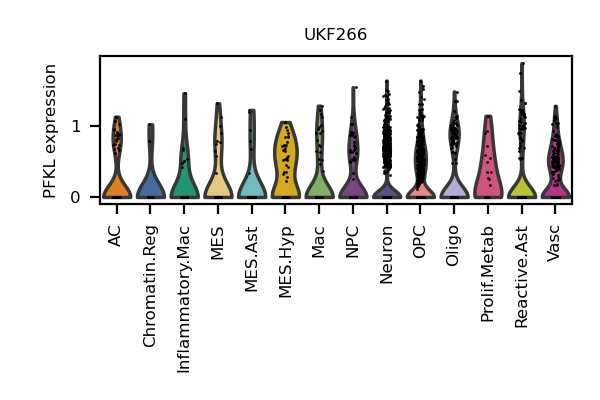 UKF266
PFKL expression
1
0
AC
Chromatin.Reg
Inflammatory.Mac
MES
MES.Ast
MES.Hyp
Mac
NPC
Neuron
OPC
Oligo
Prolif.Metab
Reactive.Ast
Vasc